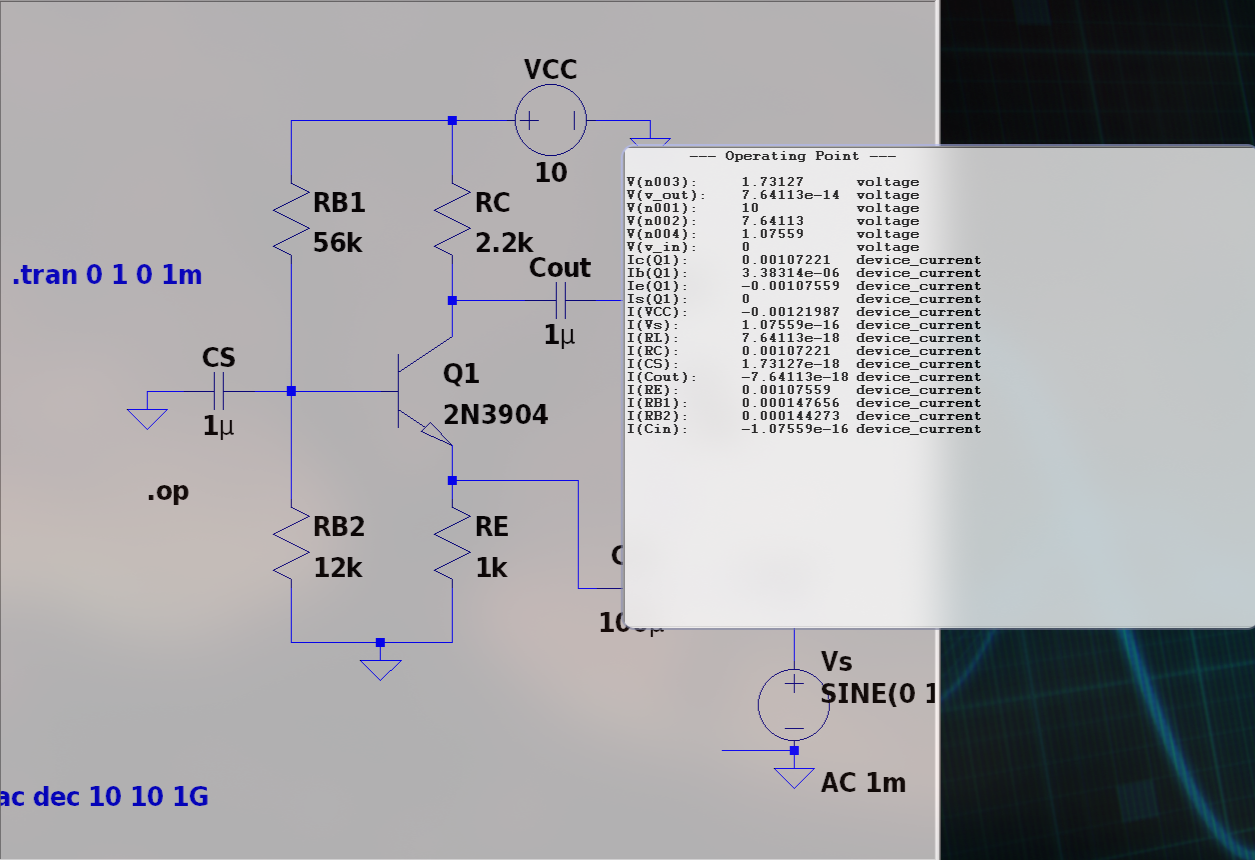 VCC
10
RB1
56k
RC
2.2k
.tran 0 1 0 1m
Cout
1µ
CS
1µ
Q1
2N3904
.op
RB2
12k
RE
1k
Vs
SINE(0 1
AC 1m
ac dec 10 10 1G
--- Operating Point ---
V(n003): 1.73127 voltage
V(v_out): 7.64113e-14 voltage
V(n001): 10 voltage
V(n002): 7.64113 voltage
V(n004): 1.07559 voltage
V(v_in): 0 voltage
Ic(Q1): 0.00107221 device_current
Ib(Q1): 3.38314e-06 device_current
Ie(Q1): -0.00107559 device_current
Is(Q1): 0 device_current
I(VCC): -0.00121987 device_current
I(Vs): 1.07559e-16 device_current
I(RL): 7.64113e-18 device_current
I(RC): 0.00107221 device_current
I(CS): 1.73127e-18 device_current
I(Cout): -7.64113e-18 device_current
I(RE): 0.00107559 device_current
I(RB1): 0.000147656 device_current
I(RB2): 0.000144273 device_current
I(Cin): -1.07559e-16 device_current